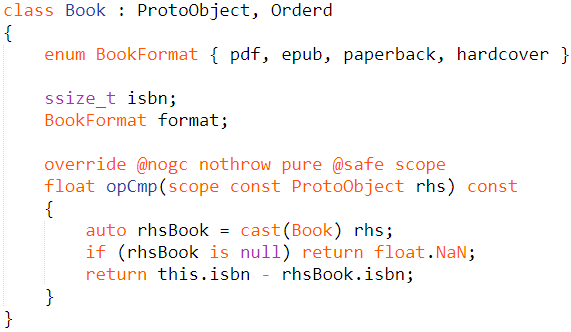 class Book : ProtoObject, Orderd
{
    enum BookFormat { pdf, epub, paperback, hardcover }

    ssize_t isbn;
    BookFormat format;

    override @nogc nothrow pure @safe scope
    float opCmp(scope const ProtoObject rhs) const
    {
        auto rhsBook = cast(Book) rhs;
        if (rhsBook is null) return float.NaN;
        return this.isbn - rhsBook.isbn;
    }
}